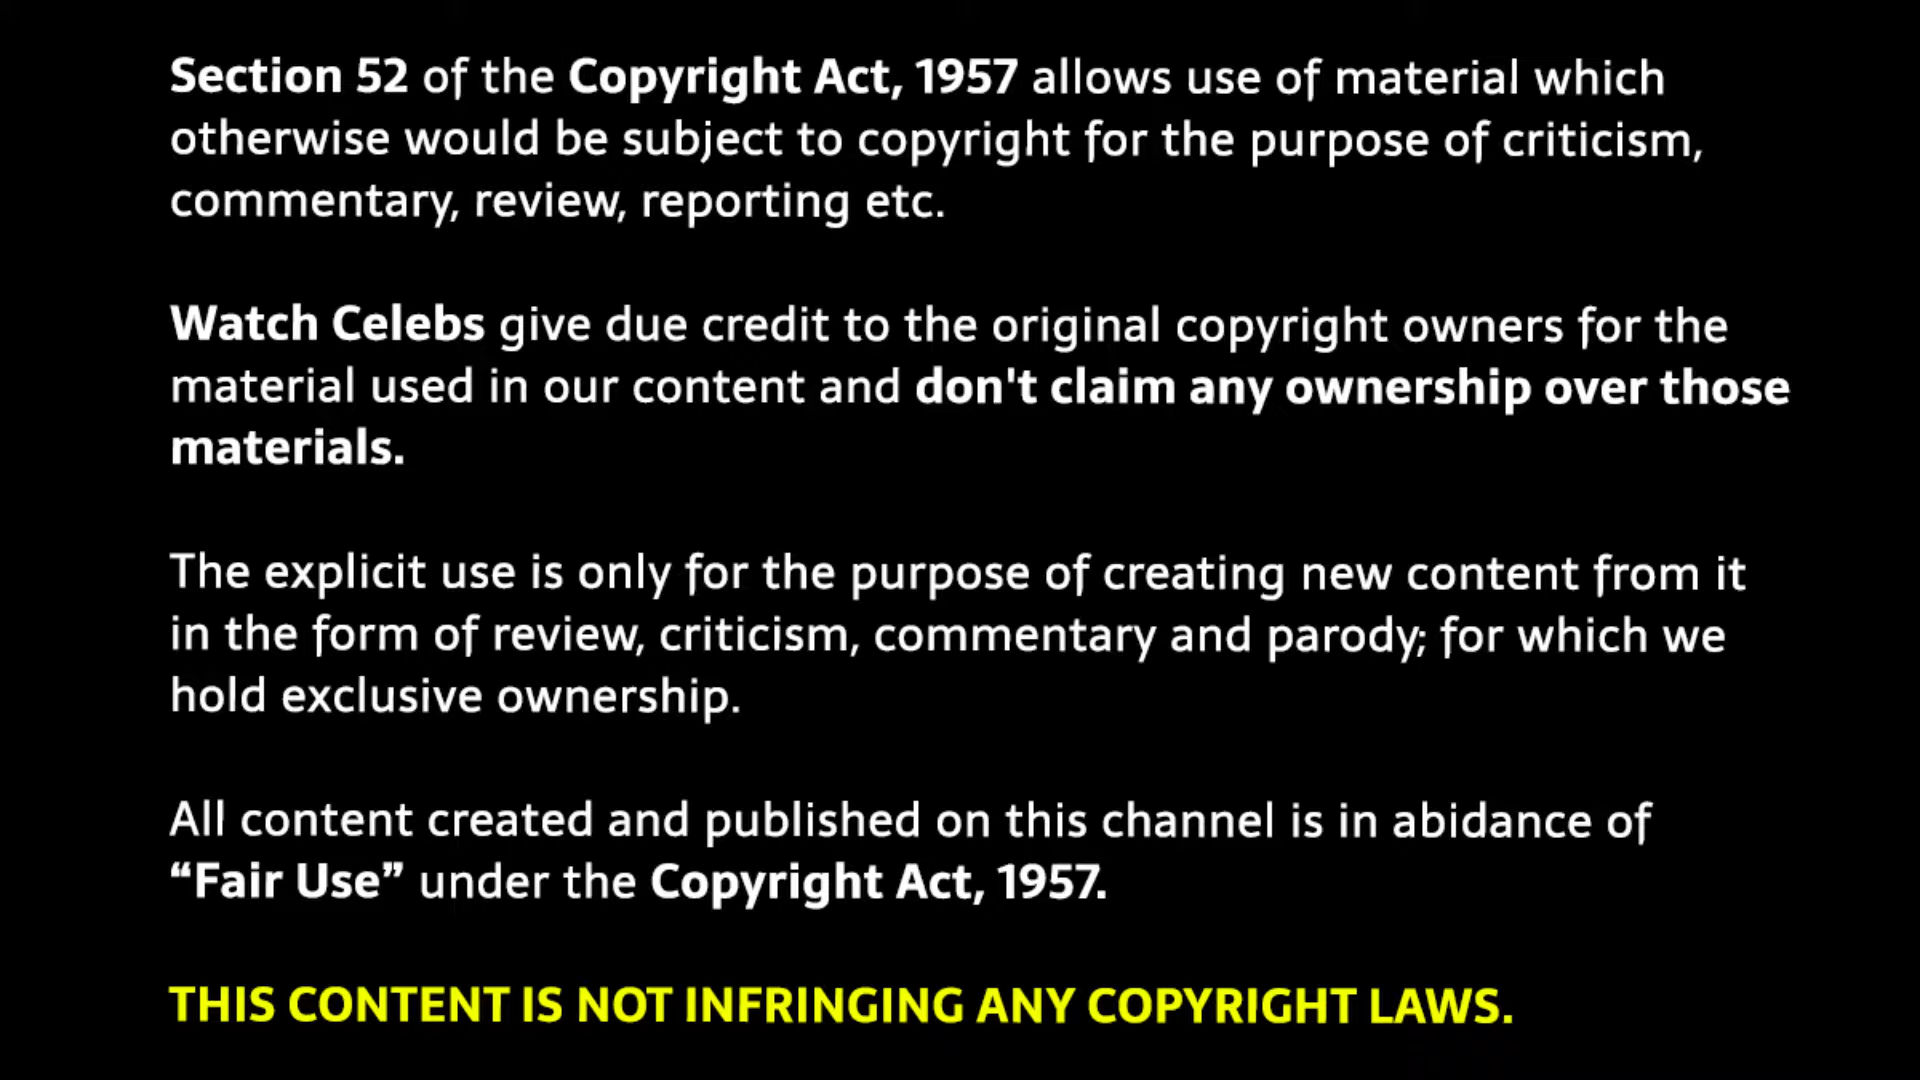 Section 52 of the Copyright Act, 1957 allows use of material which
otherwise would be subject to copyright for the purpose of criticism,
commentary, review, reporting etc.
Watch Celebs give due credit to the original copyright owners for the
material used in our content and don't claim any ownership over those
materials.
The explicit use is only for the purpose of creating new content from it
in the form of review, criticism, commentary and parody; for which we
hold exclusive ownership.
All content created and published on this channel is in abidance of
“Fair Use” under the Copyright Act, 1957.
THIS CONTENT IS NOT INFRINGING ANY COPYRIGHT LAWS.